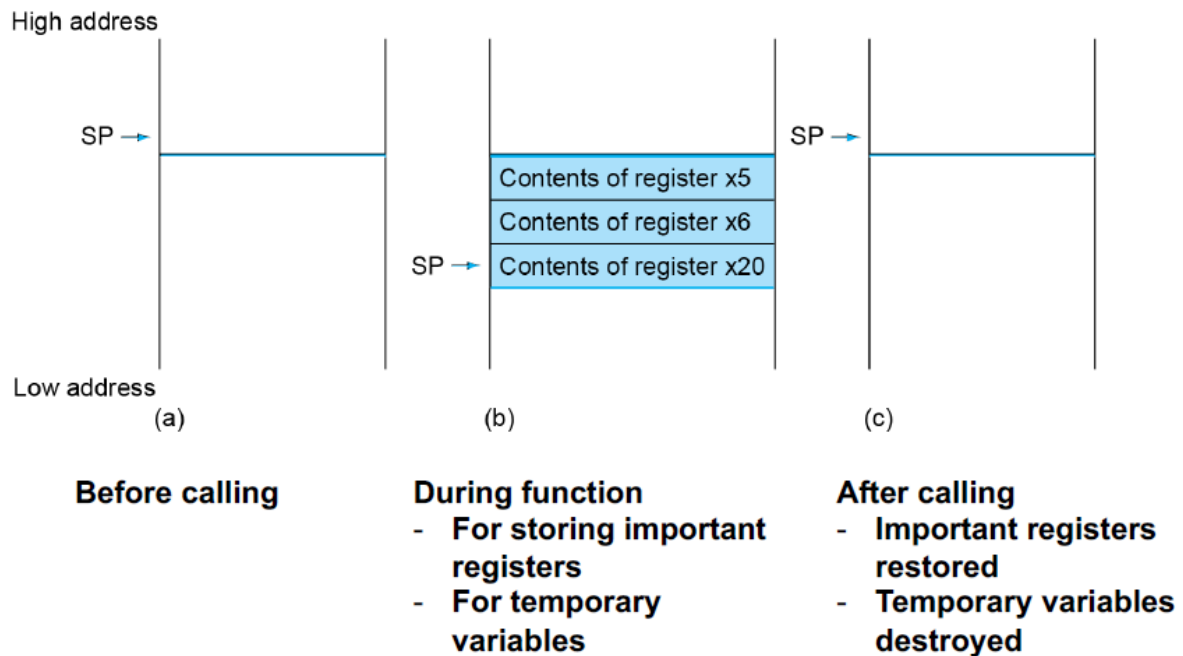 High address
SP
SP
Contents of register x5
Contents of register x6
SP
Contents of register x20
Low address
(a)
(b)
(c)
Before calling
During function
- For storing important
registers
- For temporary
variables
After calling
- Important registers
restored
- Temporary variables
destroyed